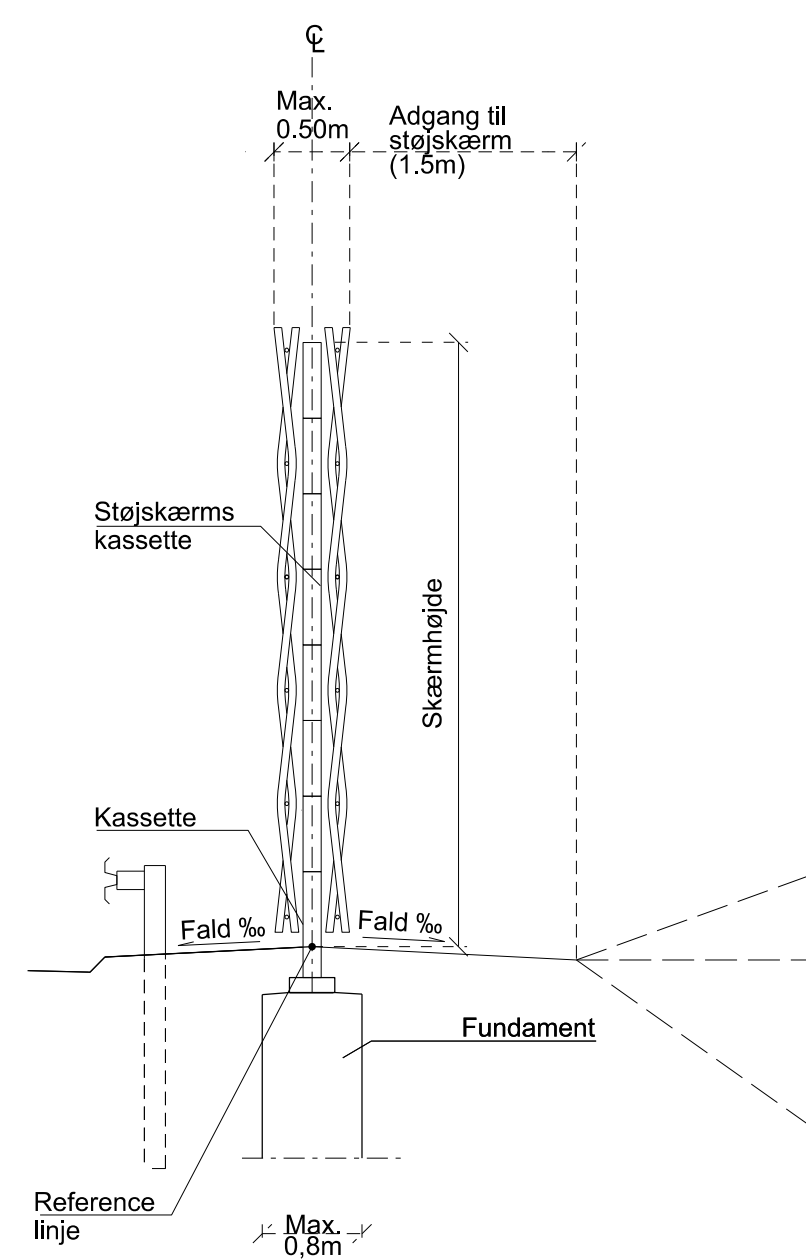 ℄
Max.
0.50m
Adgang til
støjskærm
(1.5m)
Støjskærms
kassette
Skærmhøjde
Kassette
Fald ‰
Fald ‰
Fundament
Reference
linje
Max.
0,8m